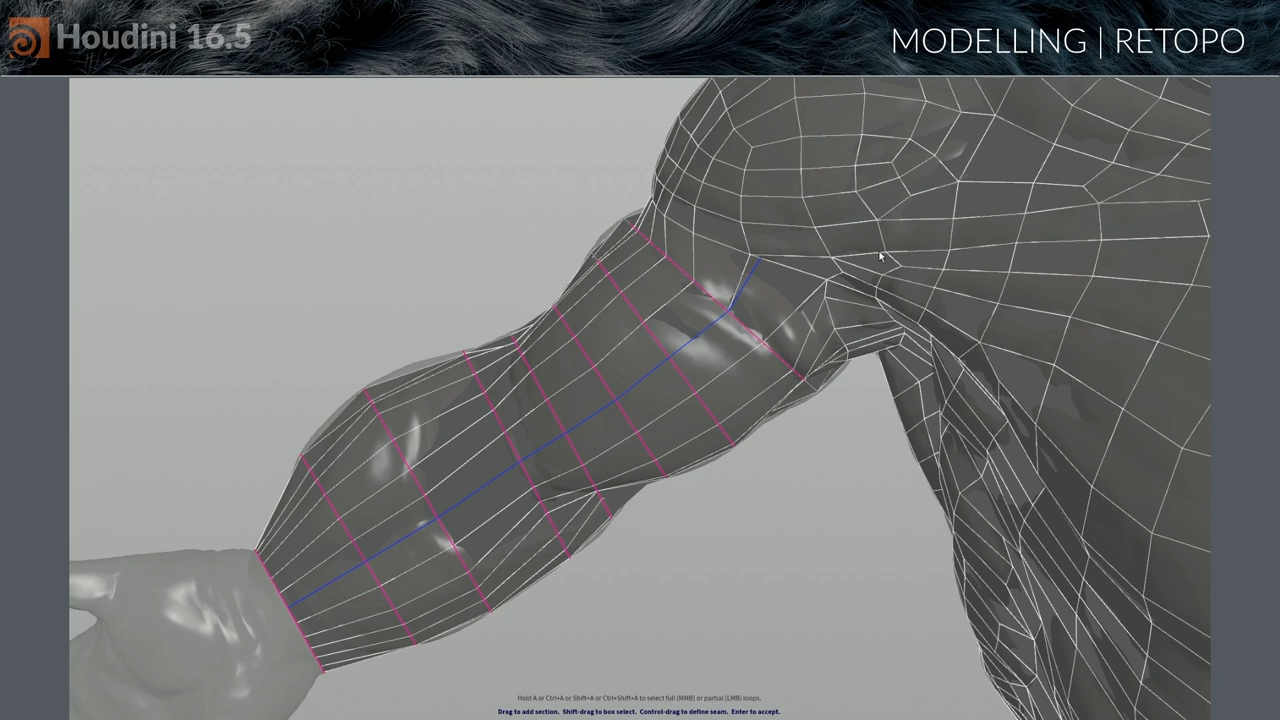 Houdini 16.5
MODELLING | RETOPO
Hold A or Ctrl+A or Shift+A or Ctrl+Shift+A to select full (MMB) or partial (LMB) loops.
Drag to add section. Shift-drag to box select. Control-drag to define seam. Enter to accept.